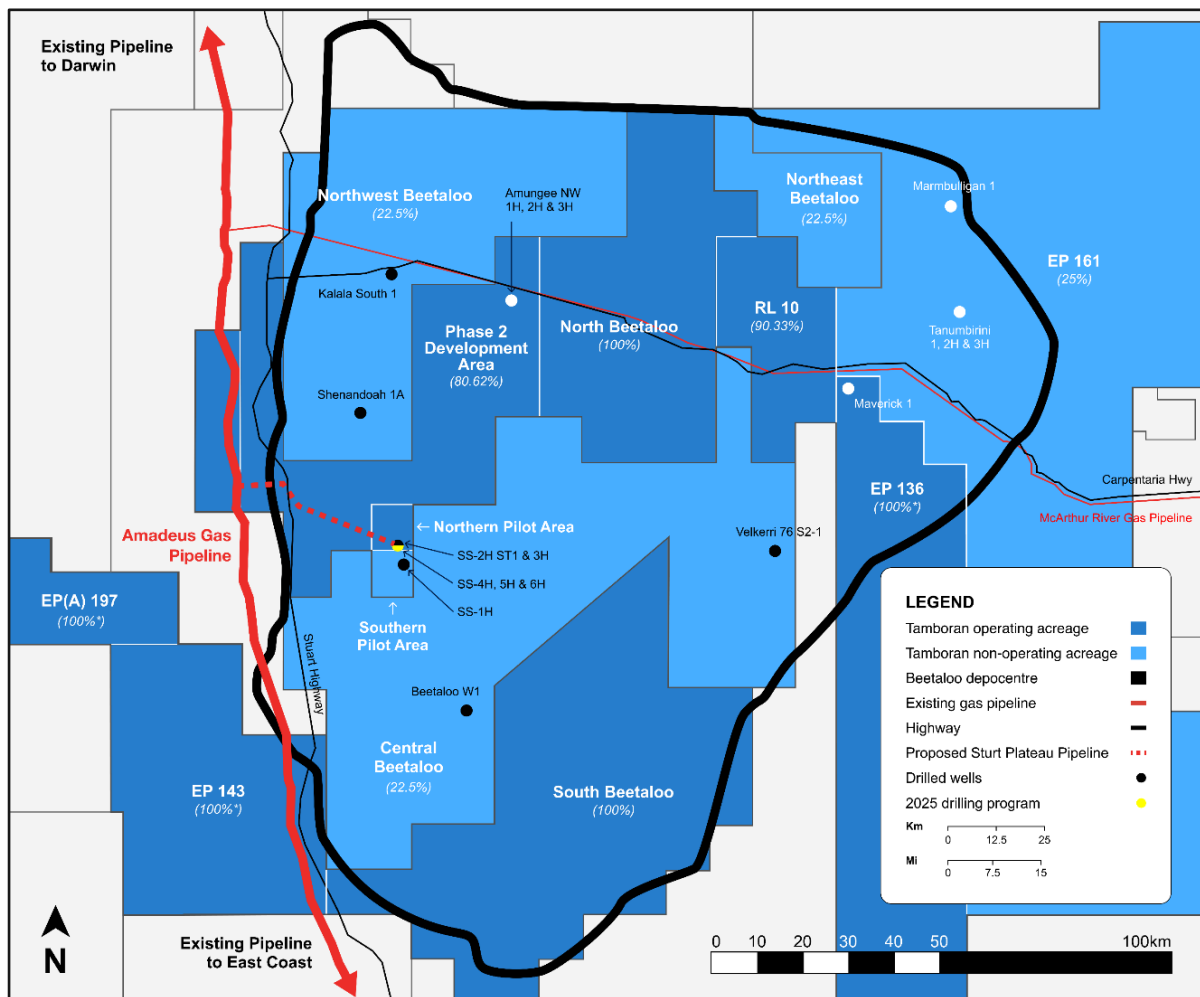 Existing Pipeline
to Darwin
Northwest Beetaloo
(22.5%)
Amungee NW
1H, 2H & 3H
Northeast
Beetaloo
(22.5%)
Marmbulligan 1
EP 161
(25%)
Kalala South 1
Phase 2
Development
Area
(80.62%)
North Beetaloo
(100%)
RL 10
(90.33%)
Tanumbirini
1, 2H & 3H
Shenandoah 1A
Maverick 1
Carpentaria Hwy
McArthur River Gas Pipeline
EP 136
(100%*)
Amadeus Gas
Pipeline
← Northern Pilot Area
SS-2H ST1 & 3H
SS-4H, 5H & 6H
SS-1H
Velkerri 76 S2-1
EP(A) 197
(100%*)
↑
Southern
Pilot Area
Stuart Highway
Beetaloo W1
Central
Beetaloo
(22.5%)
EP 143
(100%*)
South Beetaloo
(100%)
LEGEND
Tamboran operating acreage
Tamboran non-operating acreage
Beetaloo depocentre
Existing gas pipeline
Highway
Proposed Sturt Plateau Pipeline
Drilled wells
2025 drilling program
Km
0 12.5 25
Mi
0 7.5 15
N
Existing Pipeline
to East Coast
0 10 20 30 40 50 100km